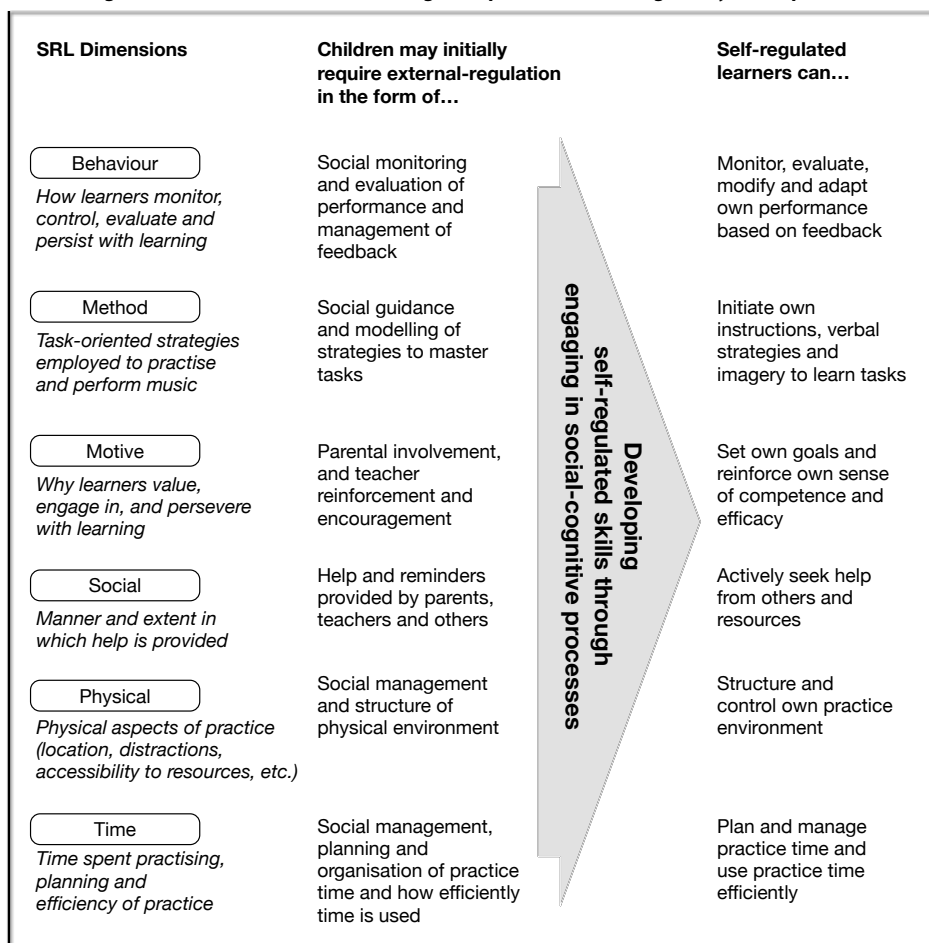 SRL Dimensions
Children may initially
require external-regulation
in the form of…
Self-regulated
learners can…
Behaviour
How learners monitor,
control, evaluate and
persist with learning
Social monitoring
and evaluation of
performance and
management of
feedback
Monitor, evaluate,
modify and adapt
own performance
based on feedback
Method
Task-oriented strategies
employed to practise
and perform music
Social guidance
and modelling of
strategies to master
tasks
Initiate own
instructions, verbal
strategies and
imagery to learn tasks
Motive
Why learners value,
engage in, and persevere
with learning
Parental involvement,
and teacher
reinforcement and
encouragement
Set own goals and
reinforce own sense
of competence and
efficacy
Social
Manner and extent in
which help is provided
Help and reminders
provided by parents,
teachers and others
Actively seek help
from others and
resources
Physical
Physical aspects of practice
(location, distractions,
accessibility to resources, etc.)
Social management
and structure of
physical environment
Structure and
control own practice
environment
Time
Time spent practising,
planning and
efficiency of practice
Social management,
planning and
organisation of practice
time and how efficiently
time is used
Plan and manage
practice time and
use practice time
efficiently
Developing
self-regulated skills through
engaging in social-cognitive processes